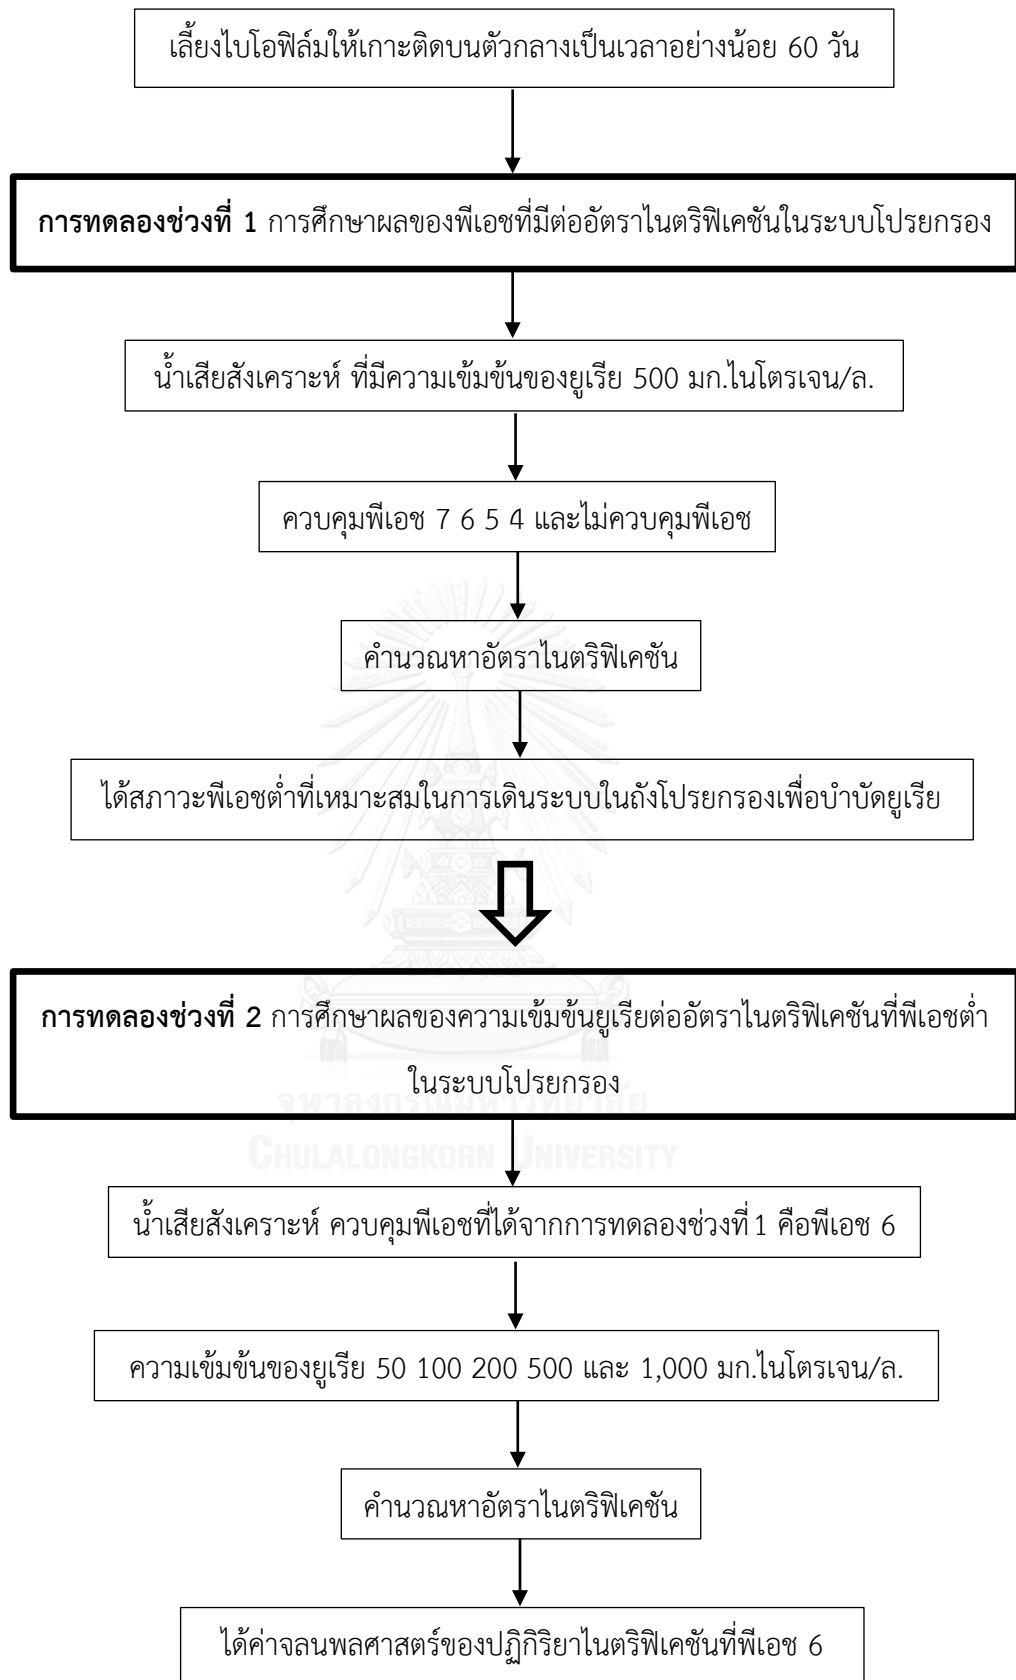 เลี้ยงไบโอฟิล์มให้เกาะติดบนตัวกลางเป็นเวลาอย่างน้อย 60 วัน
การทดลองช่วงที่ 1 การศึกษาผลของพีเอชที่มีต่ออัตราไนตริฟิเคชันในระบบโปรยกรอง
น้ำเสียสังเคราะห์ ที่มีความเข้มข้นของยูเรีย 500 มก.ไนโตรเจน/ล.
ควบคุมพีเอช 7 6 5 4 และไม่ควบคุมพีเอช
คำนวณหาอัตราไนตริฟิเคชัน
ได้สภาวะพีเอชต่ำที่เหมาะสมในการเดินระบบในถังโปรยกรองเพื่อบำบัดยูเรีย
การทดลองช่วงที่ 2 การศึกษาผลของความเข้มข้นยูเรียต่ออัตราไนตริฟิเคชันที่พีเอชต่ำ
ในระบบโปรยกรอง
จุฬาลงกรณ์มหาวิทยาลัย
CHULALONGKORN UNIVERSITY
น้ำเสียสังเคราะห์ ควบคุมพีเอชที่ได้จากการทดลองช่วงที่ 1 คือพีเอช 6
ความเข้มข้นของยูเรีย 50 100 200 500 และ 1,000 มก.ไนโตรเจน/ล.
คำนวณหาอัตราไนตริฟิเคชัน
ได้ค่าจลนพลศาสตร์ของปฏิกิริยาไนตริฟิเคชันที่พีเอช 6